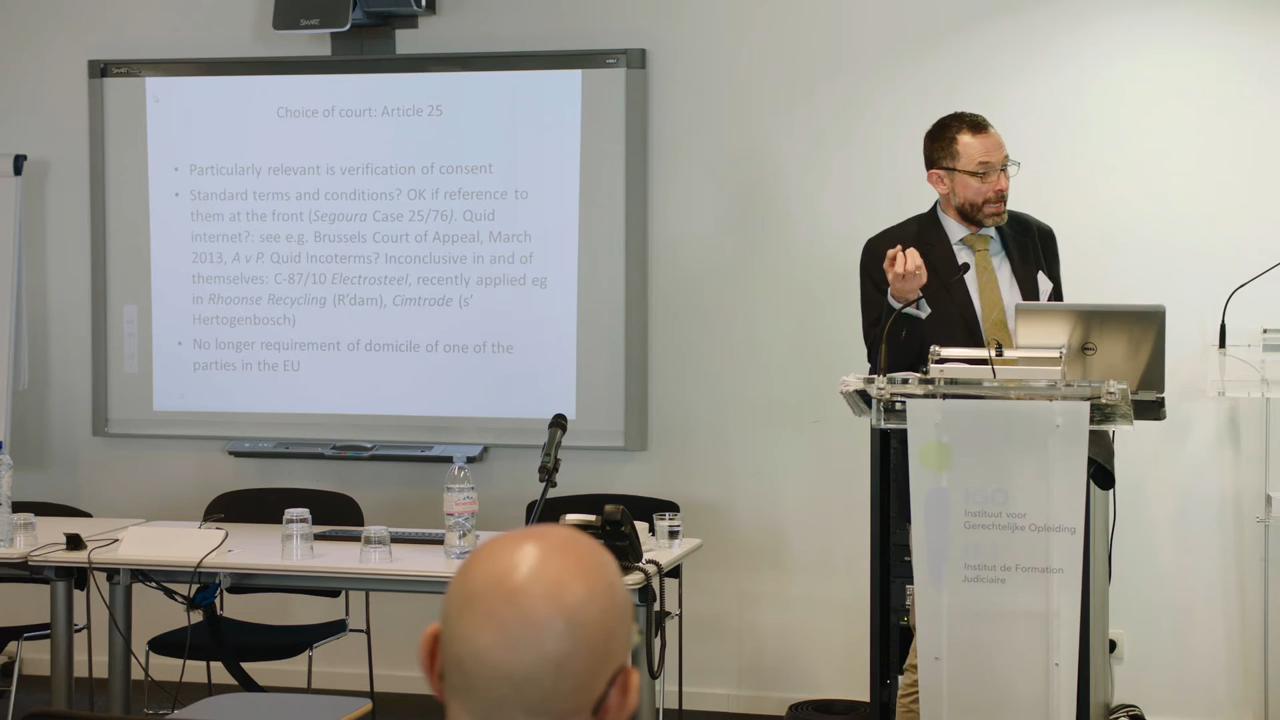 SMART
SMART
Choice of court: Article 25
• Particularly relevant is verification of consent
• Standard terms and conditions? OK if reference to
them at the front (Segoura Case 25/76). Quid
internet?: see e.g. Brussels Court of Appeal, March
2013, A v P. Quid Incoterms? Inconclusive in and of
themselves: C-87/10 Electrosteel, recently applied eg
in Rhoonse Recycling (R'dam), Cimtrode (s'
Hertogenbosch)
• No longer requirement of domicile of one of the
parties in the EU
DELL
IGO
Instituut voor
Gerechtelijke Opleiding
Institut de Formation
Judiciaire